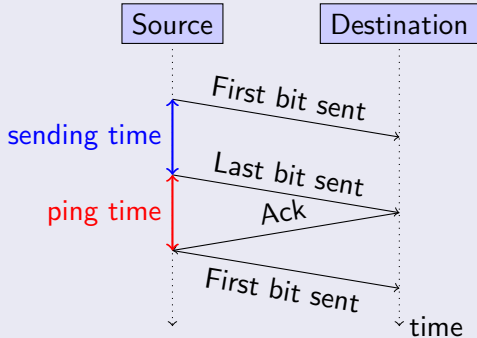 Source
Destination
First bit sent
sending time
Last bit sent
ping time
Ack
First bit sent
time